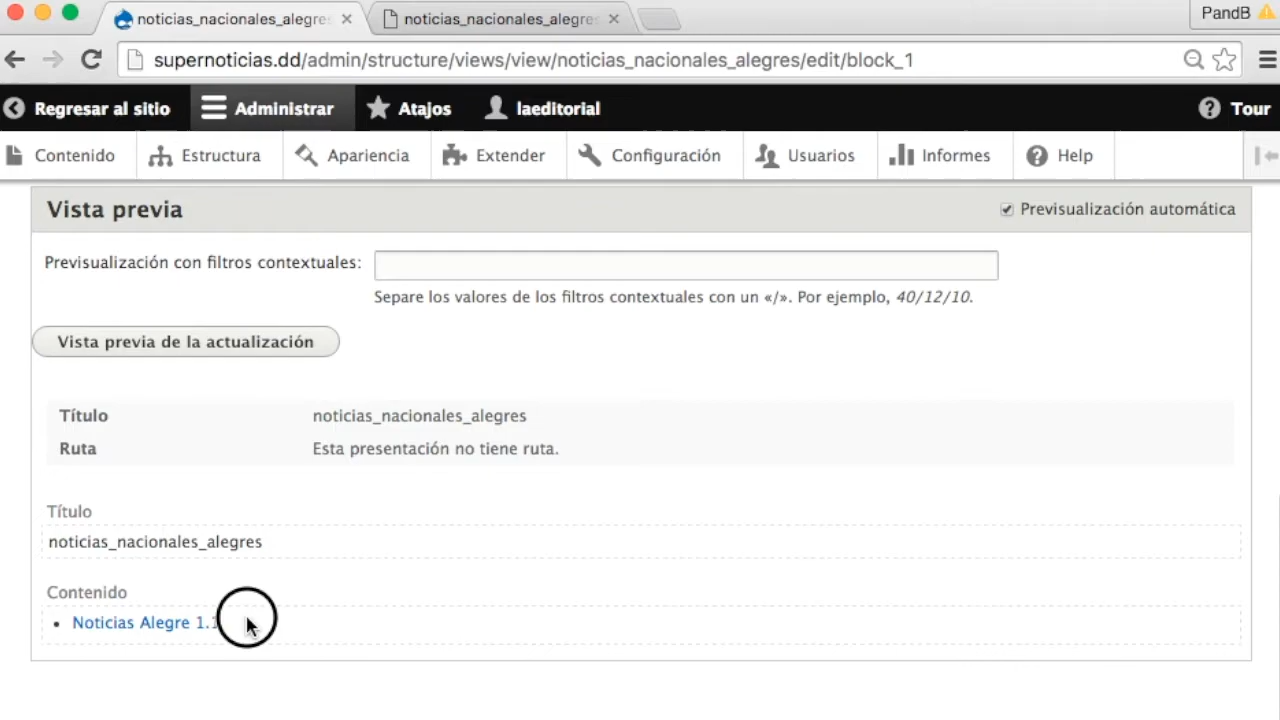 noticias_nacionales_alegres
noticias_nacionales_alegres
PandB
supernoticias.dd/admin/structure/views/view/noticias_nacionales_alegres/edit/block_1
Regresar al sitio
Administrar
Atajos
laeditorial
Tour
Contenido
Estructura
Apariencia
Extender
Configuración
Usuarios
Informes
Help
Vista previa
Previsualización automática
Previsualización con filtros contextuales:
Separe los valores de los filtros contextuales con un «/». Por ejemplo, 40/12/10.
Vista previa de la actualización
Título noticias_nacionales_alegres
Ruta Esta presentación no tiene ruta.
Título
noticias_nacionales_alegres
Contenido
• Noticias Alegre 1.1